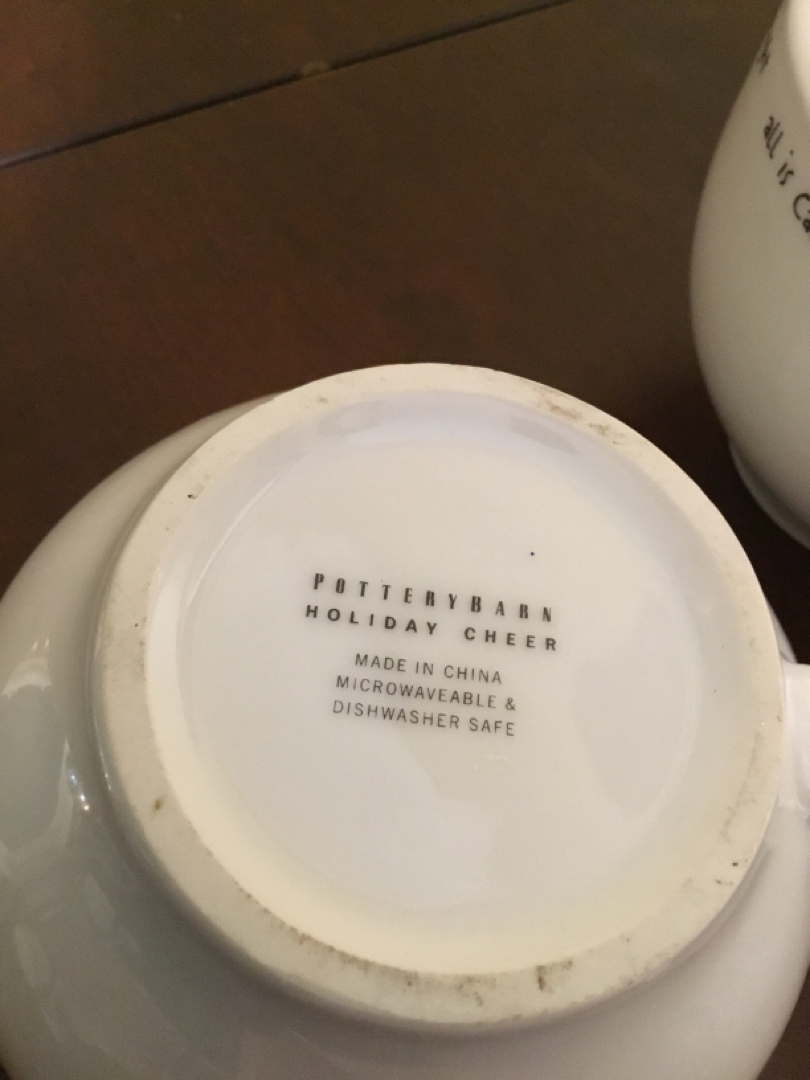 POTTERYBARN
HOLIDAY CHEER
MADE IN CHINA
MICROWAVEABLE &
DISHWASHER SAFE
all is